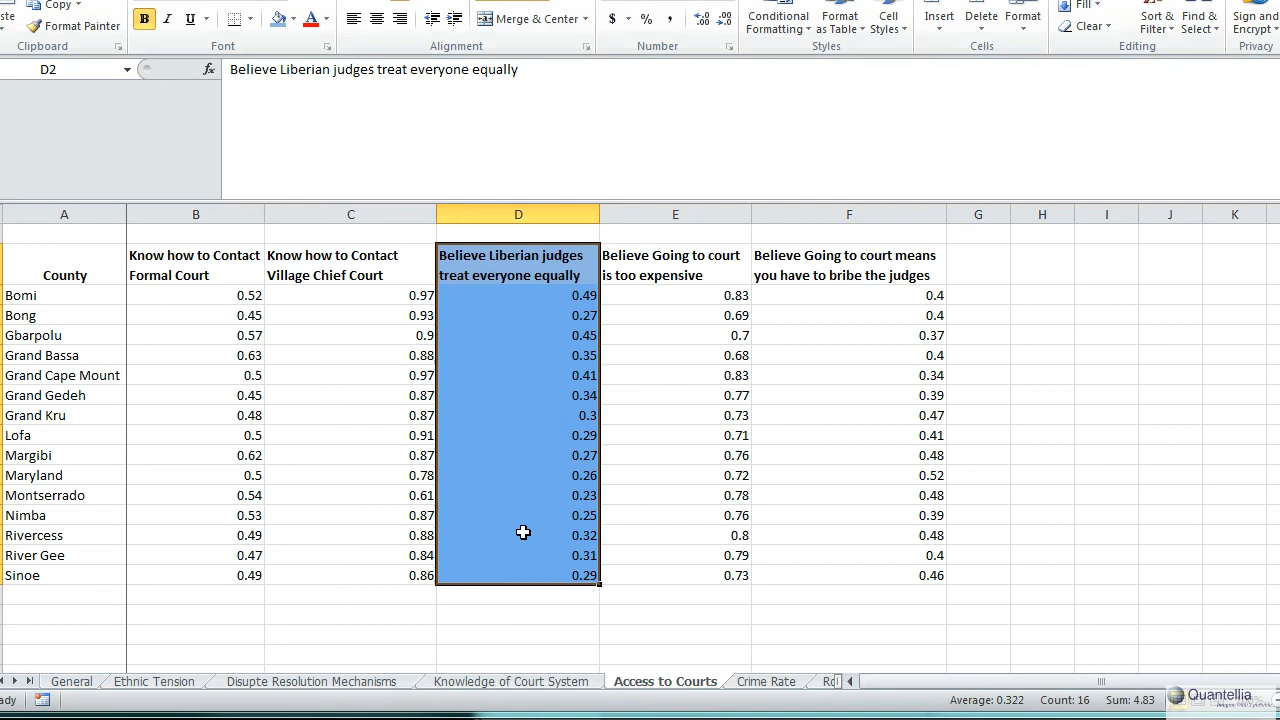 Copy
Format Painter
Clipboard
B I U A
Font
Merge & Center
Alignment
$ % ,
Number
Conditional Formatting
Format as Table
Cell Styles
Styles
Insert Delete Format
Cells
Fill
Clear
Sort & Filter
Find & Select
Editing
Sign and Encrypt
Privacy
D2 fx Believe Liberian judges treat everyone equally
A B C D E F G H I J K
County
Know how to Contact Formal Court
Know how to Contact Village Chief Court
Believe Liberian judges treat everyone equally
Believe Going to court is too expensive
Believe Going to court means you have to bribe the judges
Bomi 0.52 0.97 0.49 0.83 0.4
Bong 0.45 0.93 0.27 0.69 0.4
Gbarpolu 0.57 0.9 0.45 0.7 0.37
Grand Bassa 0.63 0.88 0.35 0.68 0.4
Grand Cape Mount 0.5 0.97 0.41 0.83 0.34
Grand Gedeh 0.45 0.87 0.34 0.77 0.39
Grand Kru 0.48 0.87 0.3 0.73 0.47
Lofa 0.5 0.91 0.29 0.71 0.41
Margibi 0.62 0.87 0.27 0.76 0.48
Maryland 0.5 0.78 0.26 0.72 0.52
Montserrado 0.54 0.61 0.23 0.78 0.48
Nimba 0.53 0.87 0.25 0.76 0.39
Rivercess 0.49 0.88 0.32 0.8 0.48
River Gee 0.47 0.84 0.31 0.79 0.4
Sinoe 0.49 0.86 0.29 0.73 0.46
General Ethnic Tension Disupte Resolution Mechanisms Knowledge of Court System Access to Courts Crime Rate
Average: 0.322 Count: 16 Sum: 4.83
Quantellia